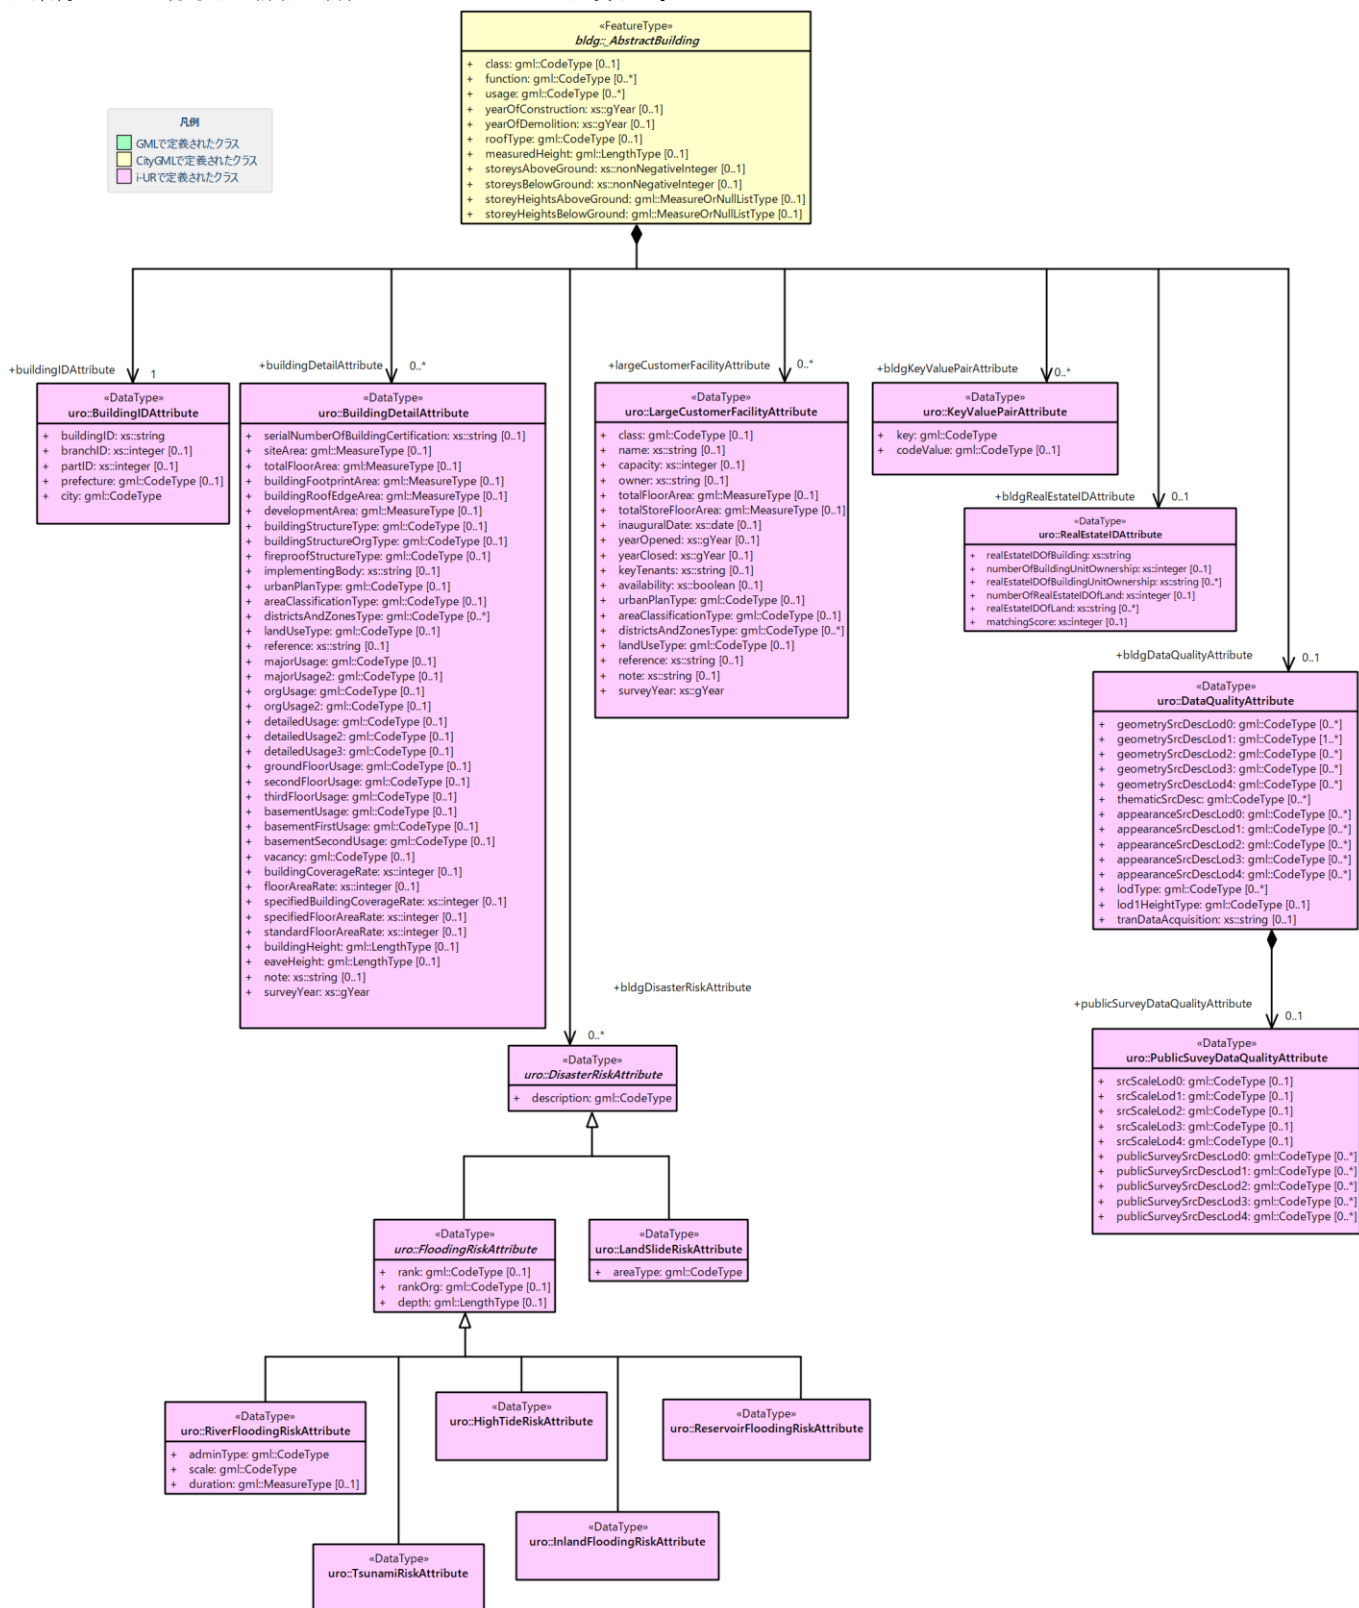 «FeatureType»
bldg::_AbstractBuilding
+ class: gml::CodeType [0..1]
+ function: gml::CodeType [0..*]
+ usage: gml::CodeType [0..*]
+ yearOfConstruction: xs::gYear [0..1]
+ yearOfDemolition: xs::gYear [0..1]
+ roofType: gml::CodeType [0..1]
+ measuredHeight: gml::LengthType [0..1]
+ storeysAboveGround: xs::nonNegativeInteger [0..1]
+ storeysBelowGround: xs::nonNegativeInteger [0..1]
+ storeyHeightsAboveGround: gml::MeasureOrNullListType [0..1]
+ storeyHeightsBelowGround: gml::MeasureOrNullListType [0..1]
凡例
GMLで定義されたクラス
CityGMLで定義されたクラス
i-URで定義されたクラス
+buildingIDAttribute
1
«DataType»
uro::BuildingIDAttribute
+ buildingID: xs::string
+ branchID: xs::integer [0..1]
+ partID: xs::integer [0..1]
+ prefecture: gml::CodeType [0..1]
+ city: gml::CodeType
+buildingDetailAttribute
0..*
«DataType»
uro::BuildingDetailAttribute
+ serialNumberOfBuildingCertification: xs::string [0..1]
+ siteArea: gml::MeasureType [0..1]
+ totalFloorArea: gml:MeasureType [0..1]
+ buildingFootprintArea: gml::MeasureType [0..1]
+ buildingRoofEdgeArea: gml::MeasureType [0..1]
+ developmentArea: gml::MeasureType [0..1]
+ buildingStructureType: gml::CodeType [0..1]
+ buildingStructureOrgType: gml::CodeType [0..1]
+ fireproofStructureType: gml::CodeType [0..1]
+ implementingBody: xs::string [0..1]
+ urbanPlanType: gml::CodeType [0..1]
+ areaClassificationType: gml::CodeType [0..1]
+ districtsAndZonesType: gml::CodeType [0..*]
+ landUseType: gml::CodeType [0..1]
+ reference: xs::string [0..1]
+ majorUsage: gml::CodeType [0..1]
+ majorUsage2: gml::CodeType [0..1]
+ orgUsage: gml::CodeType [0..1]
+ orgUsage2: gml::CodeType [0..1]
+ detailedUsage: gml::CodeType [0..1]
+ detailedUsage2: gml::CodeType [0..1]
+ detailedUsage3: gml::CodeType [0..1]
+ groundFloorUsage: gml::CodeType [0..1]
+ secondFloorUsage: gml::CodeType [0..1]
+ thirdFloorUsage: gml::CodeType [0..1]
+ basementUsage: gml::CodeType [0..1]
+ basementFirstUsage: gml::CodeType [0..1]
+ basementSecondUsage: gml::CodeType [0..1]
+ vacancy: gml::CodeType [0..1]
+ buildingCoverageRate: xs::integer [0..1]
+ floorAreaRate: xs::integer [0..1]
+ specifiedBuildingCoverageRate: xs::integer [0..1]
+ specifiedFloorAreaRate: xs::integer [0..1]
+ standardFloorAreaRate: xs::integer [0..1]
+ buildingHeight: gml::LengthType [0..1]
+ eaveHeight: gml::LengthType [0..1]
+ note: xs::string [0..1]
+ surveyYear: xs::gYear
+largeCustomerFacilityAttribute
0..*
«DataType»
uro::LargeCustomerFacilityAttribute
+ class: gml::CodeType [0..1]
+ name: xs::string [0..1]
+ capacity: xs::integer [0..1]
+ owner: xs::string [0..1]
+ totalFloorArea: gml::MeasureType [0..1]
+ totalStoreFloorArea: gml::MeasureType [0..1]
+ inauguralDate: xs::date [0..1]
+ yearOpened: xs::gYear [0..1]
+ yearClosed: xs::gYear [0..1]
+ keyTenants: xs::string [0..1]
+ availability: xs::boolean [0..1]
+ urbanPlanType: gml::CodeType [0..1]
+ areaClassificationType: gml::CodeType [0..1]
+ districtsAndZonesType: gml::CodeType [0..*]
+ landUseType: gml::CodeType [0..1]
+ reference: xs::string [0..1]
+ note: xs::string [0..1]
+ surveyYear: xs::gYear
+bldgKeyValuePairAttribute
0..*
«DataType»
uro::KeyValuePairAttribute
+ key: gml::CodeType
+ codeValue: gml::CodeType [0..1]
+bldgRealEstateIDAttribute
0..1
«DataType»
uro::RealEstateIDAttribute
+ realEstateIDOfBuilding: xs::string
+ numberOfBuildingUnitOwnership: xs::integer [0..1]
+ realEstateIDOfBuildingUnitOwnership: xs::string [0..*]
+ numberOfRealEstateIDOfLand: xs::integer [0..1]
+ realEstateIDOfLand: xs::string [0..*]
+ matchingScore: xs::integer [0..1]
+bldgDataQualityAttribute
0..1
«DataType»
uro::DataQualityAttribute
+ geometrySrcDescLod0: gml::CodeType [0..*]
+ geometrySrcDescLod1: gml::CodeType [1..*]
+ geometrySrcDescLod2: gml::CodeType [0..*]
+ geometrySrcDescLod3: gml::CodeType [0..*]
+ geometrySrcDescLod4: gml::CodeType [0..*]
+ thematicSrcDesc: gml::CodeType [0..*]
+ appearanceSrcDescLod0: gml::CodeType [0..*]
+ appearanceSrcDescLod1: gml::CodeType [0..*]
+ appearanceSrcDescLod2: gml::CodeType [0..*]
+ appearanceSrcDescLod3: gml::CodeType [0..*]
+ appearanceSrcDescLod4: gml::CodeType [0..*]
+ lodType: gml::CodeType [0..*]
+ lod1HeightType: gml::CodeType [0..1]
+ tranDataAcquisition: xs::string [0..1]
+publicSurveyDataQualityAttribute
0..1
«DataType»
uro::PublicSuveyDataQualityAttribute
+ srcScaleLod0: gml::CodeType [0..1]
+ srcScaleLod1: gml::CodeType [0..1]
+ srcScaleLod2: gml::CodeType [0..1]
+ srcScaleLod3: gml::CodeType [0..1]
+ srcScaleLod4: gml::CodeType [0..1]
+ publicSurveySrcDescLod0: gml::CodeType [0..*]
+ publicSurveySrcDescLod1: gml::CodeType [0..*]
+ publicSurveySrcDescLod2: gml::CodeType [0..*]
+ publicSurveySrcDescLod3: gml::CodeType [0..*]
+ publicSurveySrcDescLod4: gml::CodeType [0..*]
+bldgDisasterRiskAttribute
0..*
«DataType»
uro::DisasterRiskAttribute
+ description: gml::CodeType
«DataType»
uro::FloodingRiskAttribute
+ rank: gml::CodeType [0..1]
+ rankOrg: gml::CodeType [0..1]
+ depth: gml::LengthType [0..1]
«DataType»
uro::LandSlideRiskAttribute
+ areaType: gml::CodeType
«DataType»
uro::RiverFloodingRiskAttribute
+ adminType: gml::CodeType
+ scale: gml::CodeType
+ duration: gml::MeasureType [0..1]
«DataType»
uro::HighTideRiskAttribute
«DataType»
uro::ReservoirFloodingRiskAttribute
«DataType»
uro::InlandFloodingRiskAttribute
«DataType»
uro::TsunamiRiskAttribute